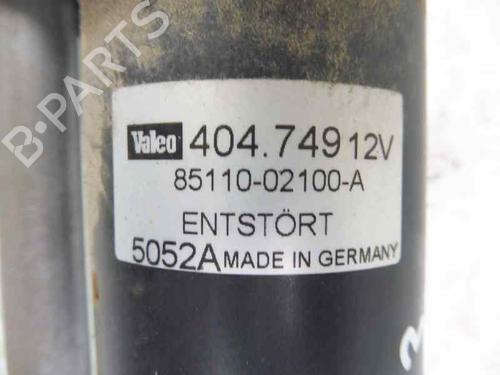 B-PARTS
Valeo 404.749 12V
85110-02100-A
ENTSTÖRT
5052A MADE IN GERMANY